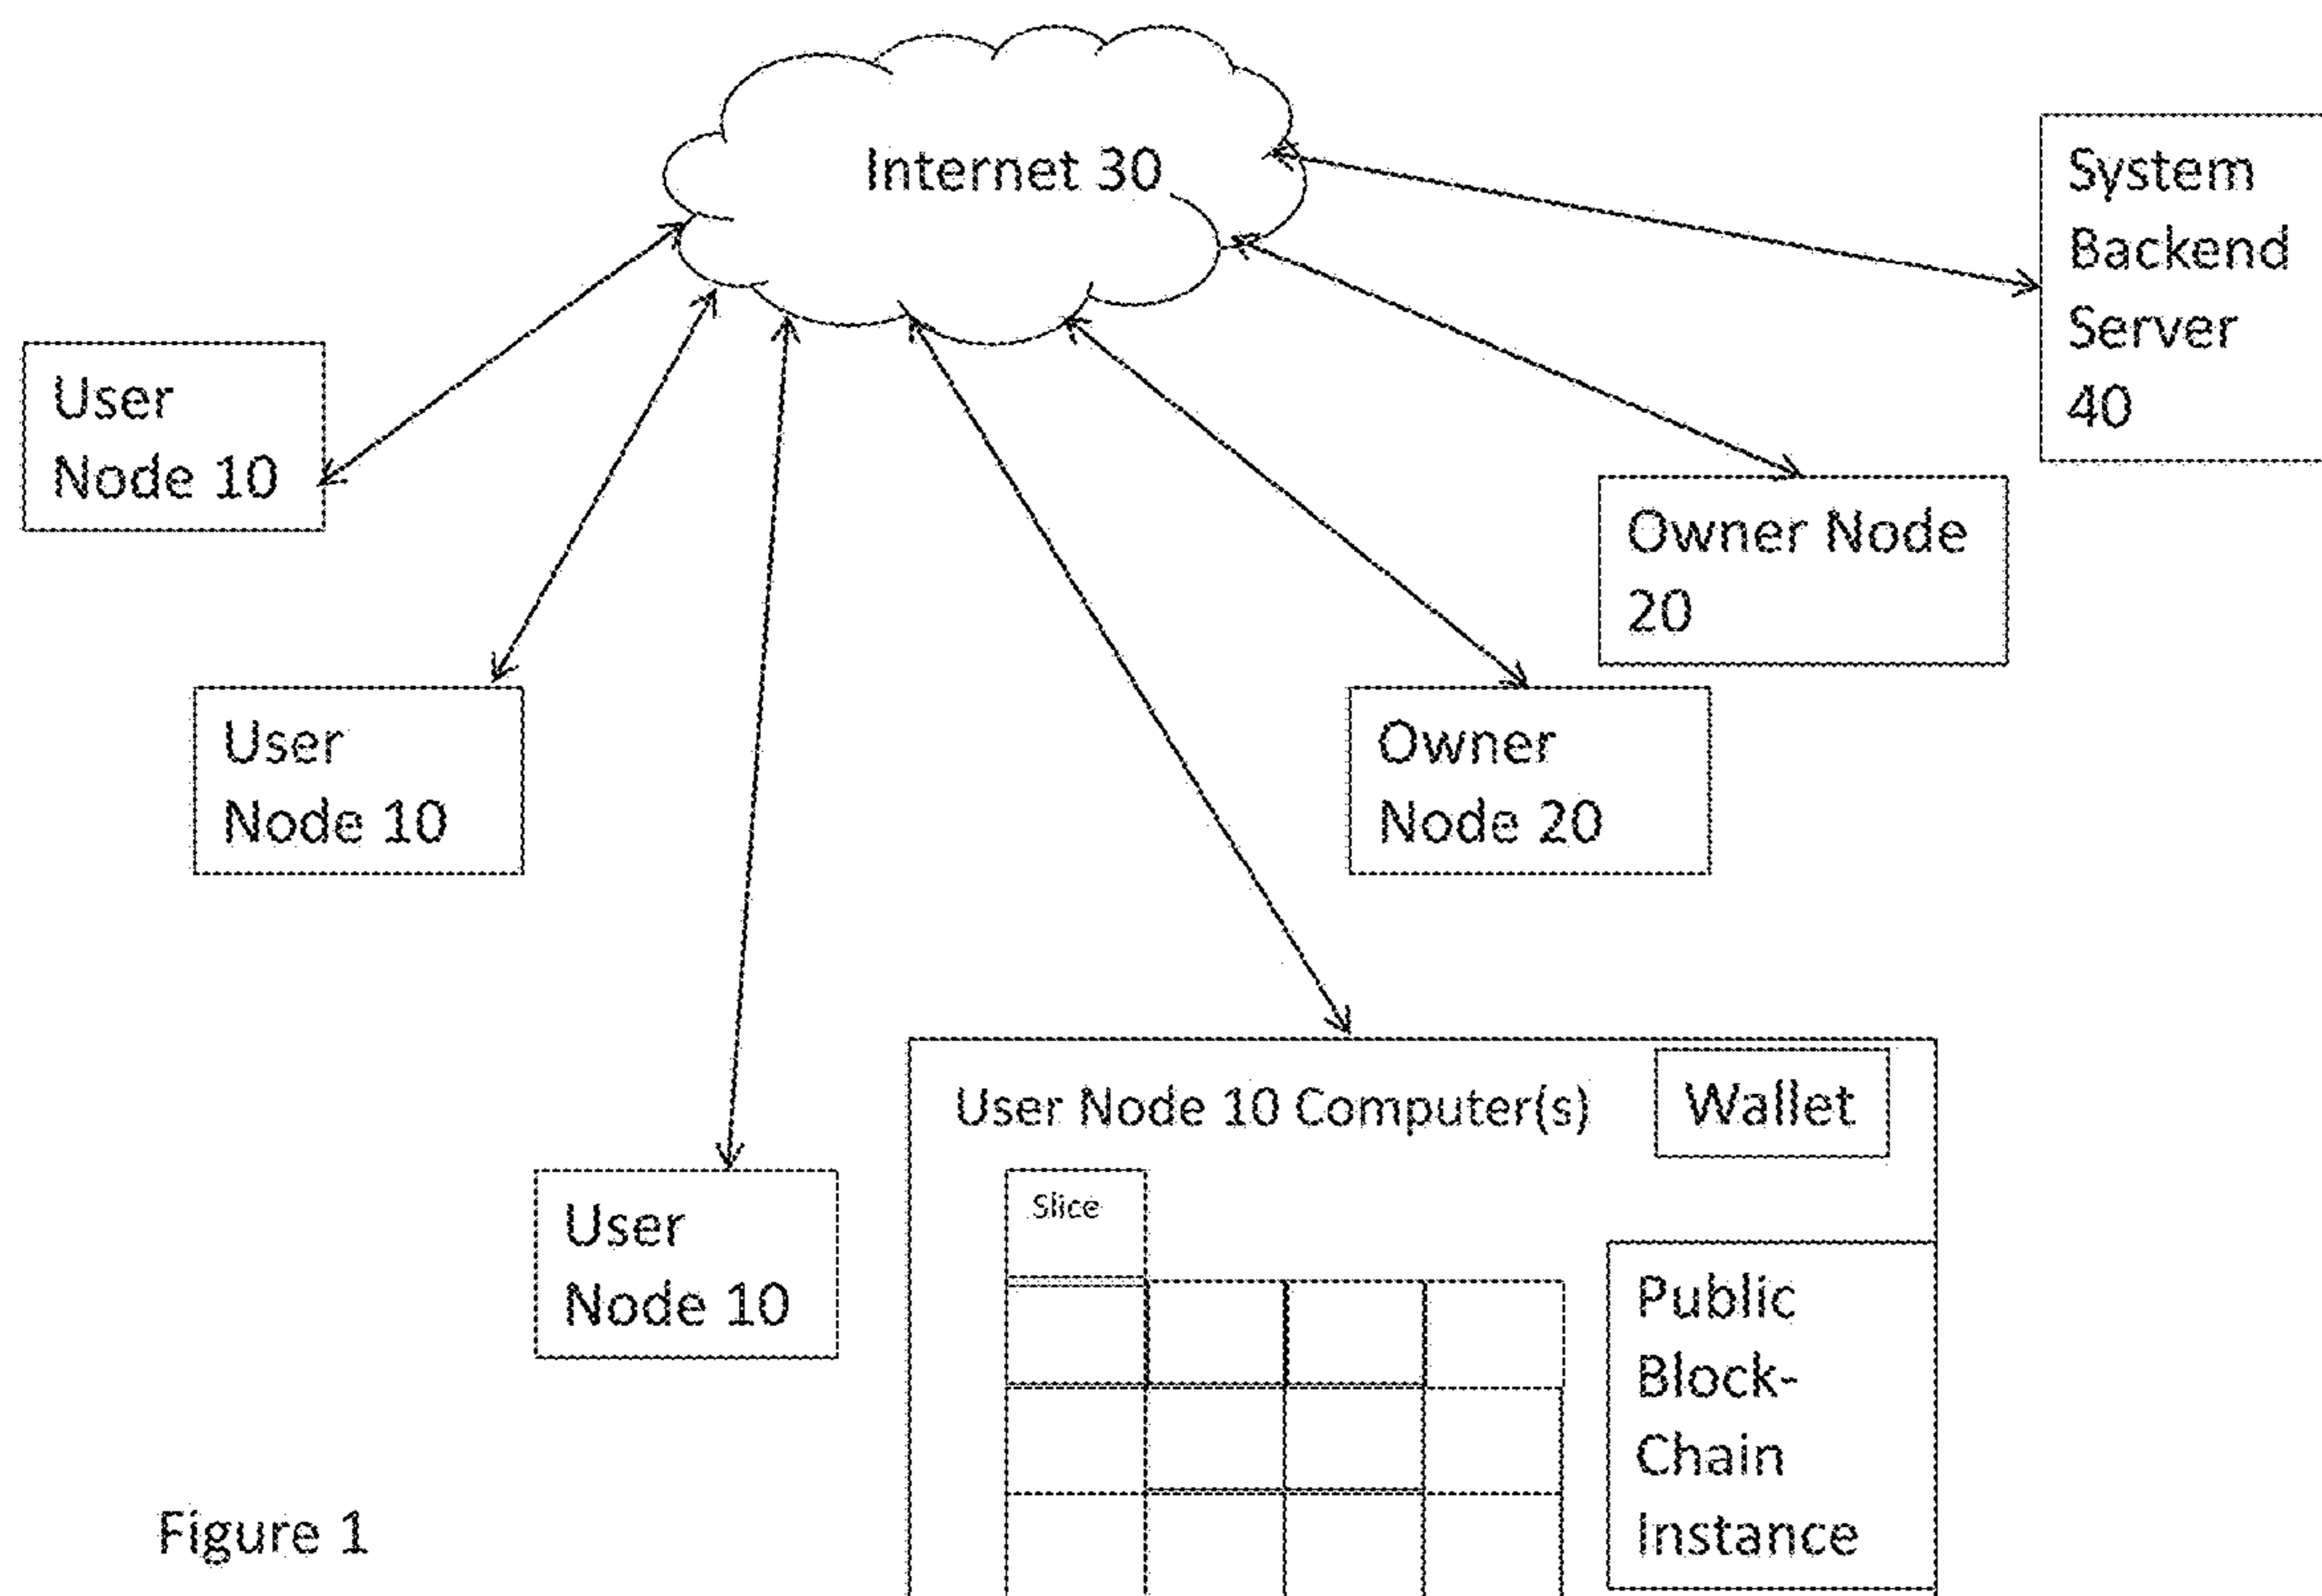 Internet 30
System
Backend
Server
40
User
Node 10
Owner Node
20
User
Node 10
Owner
Node 20
User Node 10 Computer(s)
Wallet
Slice
User
Node 10
Public
Block-
Chain
Instance
Figure 1